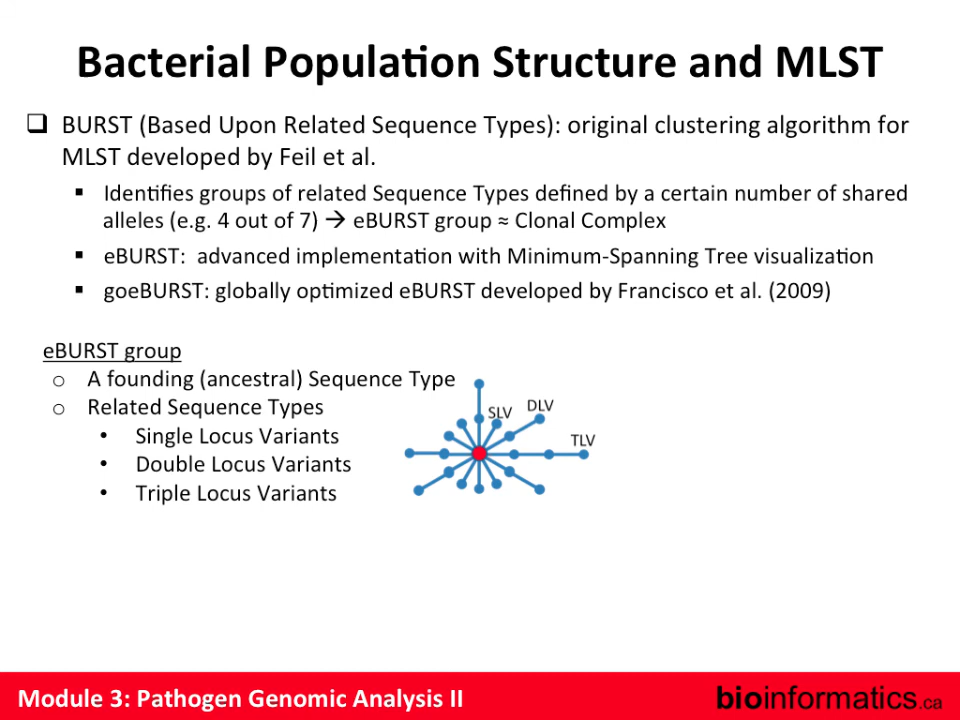 Bacterial Population Structure and MLST
❑ BURST (Based Upon Related Sequence Types): original clustering algorithm for
MLST developed by Feil et al.
▪ Identifies groups of related Sequence Types defined by a certain number of shared
alleles (e.g. 4 out of 7) → eBURST group ≈ Clonal Complex
▪ eBURST:  advanced implementation with Minimum-Spanning Tree visualization
▪ goeBURST: globally optimized eBURST developed by Francisco et al. (2009)
eBURST group
o A founding (ancestral) Sequence Type
o Related Sequence Types
• Single Locus Variants
• Double Locus Variants
• Triple Locus Variants
SLV
DLV
TLV
Module 3: Pathogen Genomic Analysis II
bioinformatics.ca